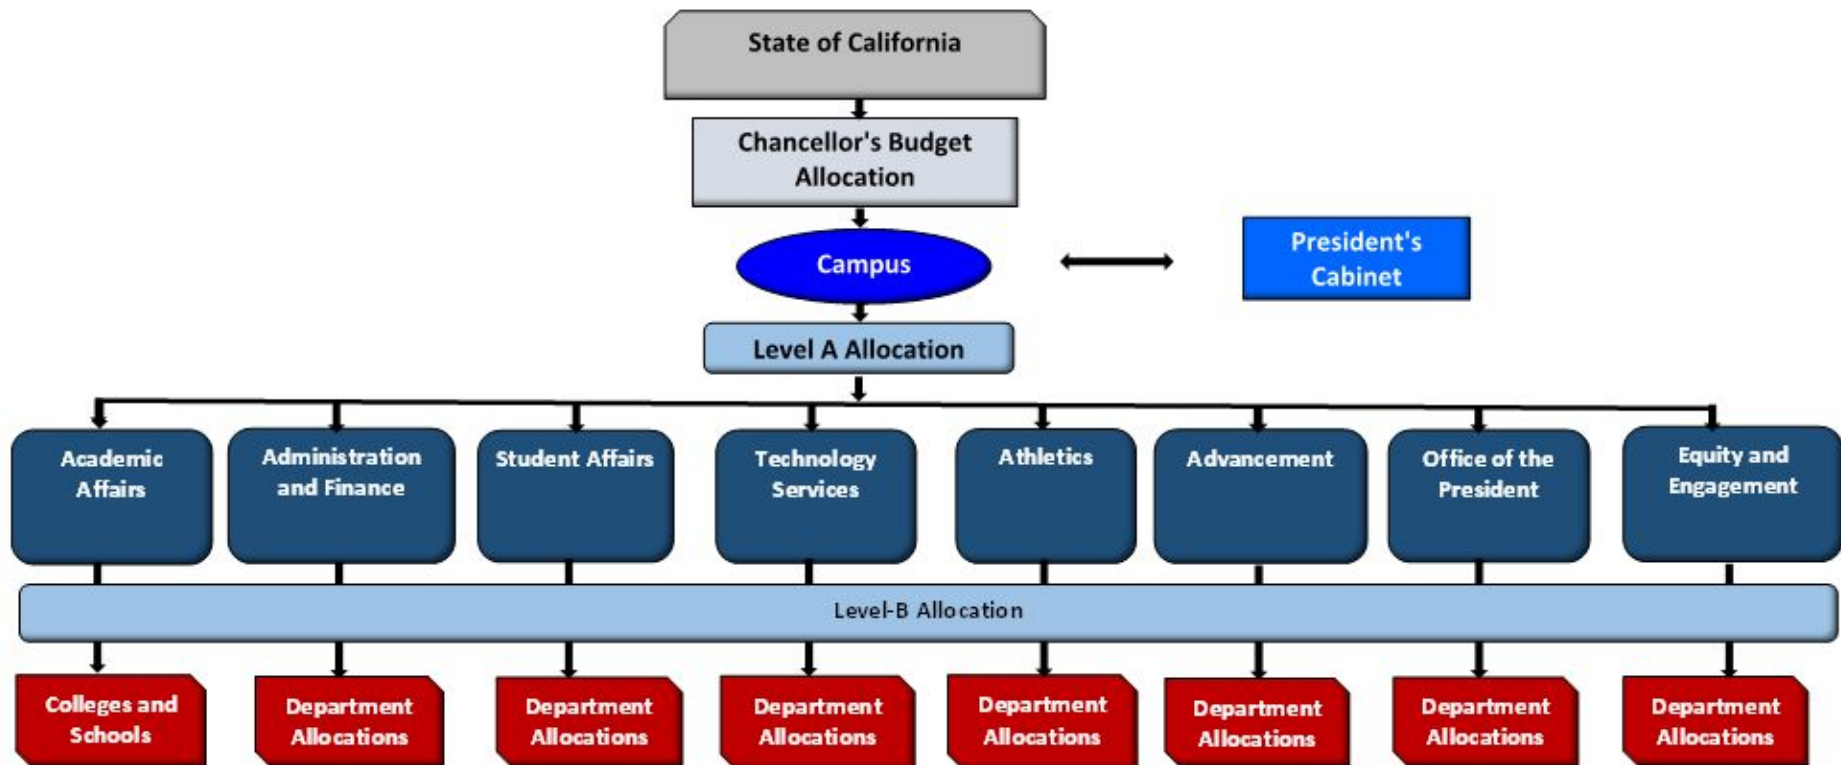 State of California
Chancellor's Budget
Allocation
Campus
President's
Cabinet
Level A Allocation
Academic
Affairs
Administration
and Finance
Student Affairs
Technology
Services
Athletics
Advancement
Office of the
President
Equity and
Engagement
Level-B Allocation
Colleges and
Schools
Department
Allocations
Department
Allocations
Department
Allocations
Department
Allocations
Department
Allocations
Department
Allocations
Department
Allocations